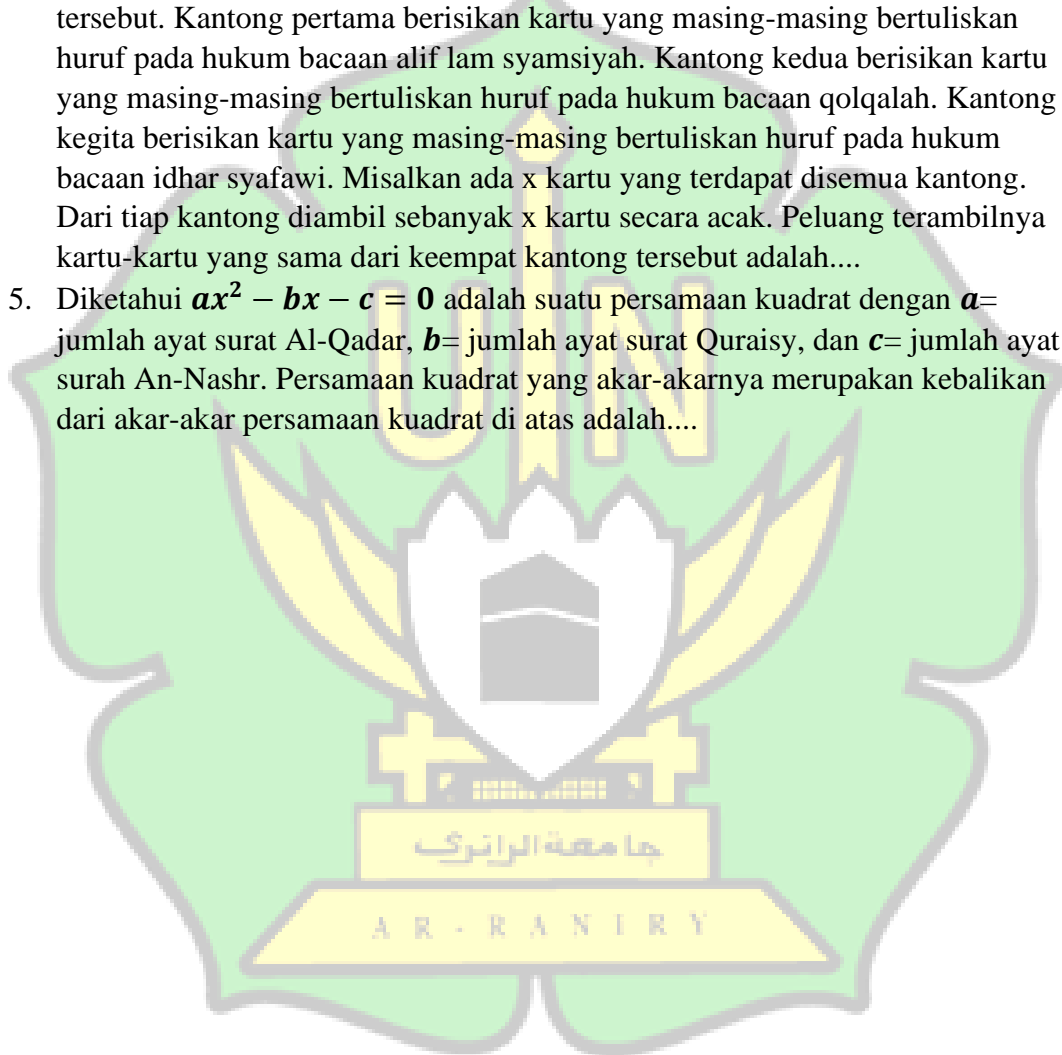 tersebut. Kantong pertama berisikan kartu yang masing-masing bertuliskan
huruf pada hukum bacaan alif lam syamsiyah. Kantong kedua berisikan kartu
yang masing-masing bertuliskan huruf pada hukum bacaan qolqalah. Kantong
kegita berisikan kartu yang masing-masing bertuliskan huruf pada hukum
bacaan idhar syafawi. Misalkan ada x kartu yang terdapat disemua kantong.
Dari tiap kantong diambil sebanyak x kartu secara acak. Peluang terambilnya
kartu-kartu yang sama dari keempat kantong tersebut adalah....
5. Diketahui ax² − bx − c = 0 adalah suatu persamaan kuadrat dengan a=
jumlah ayat surat Al-Qadar, b= jumlah ayat surat Quraisy, dan c= jumlah ayat
surah An-Nashr. Persamaan kuadrat yang akar-akarnya merupakan kebalikan
dari akar-akar persamaan kuadrat di atas adalah....
UIN
جامعة الرانري
AR-RANIRY